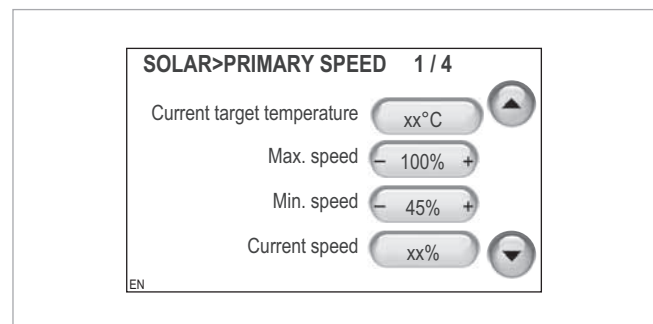 SOLAR>PRIMARY SPEED 1 / 4
Current target temperature xx°C
Max. speed – 100% +
Min. speed – 45% +
Current speed xx%
EN